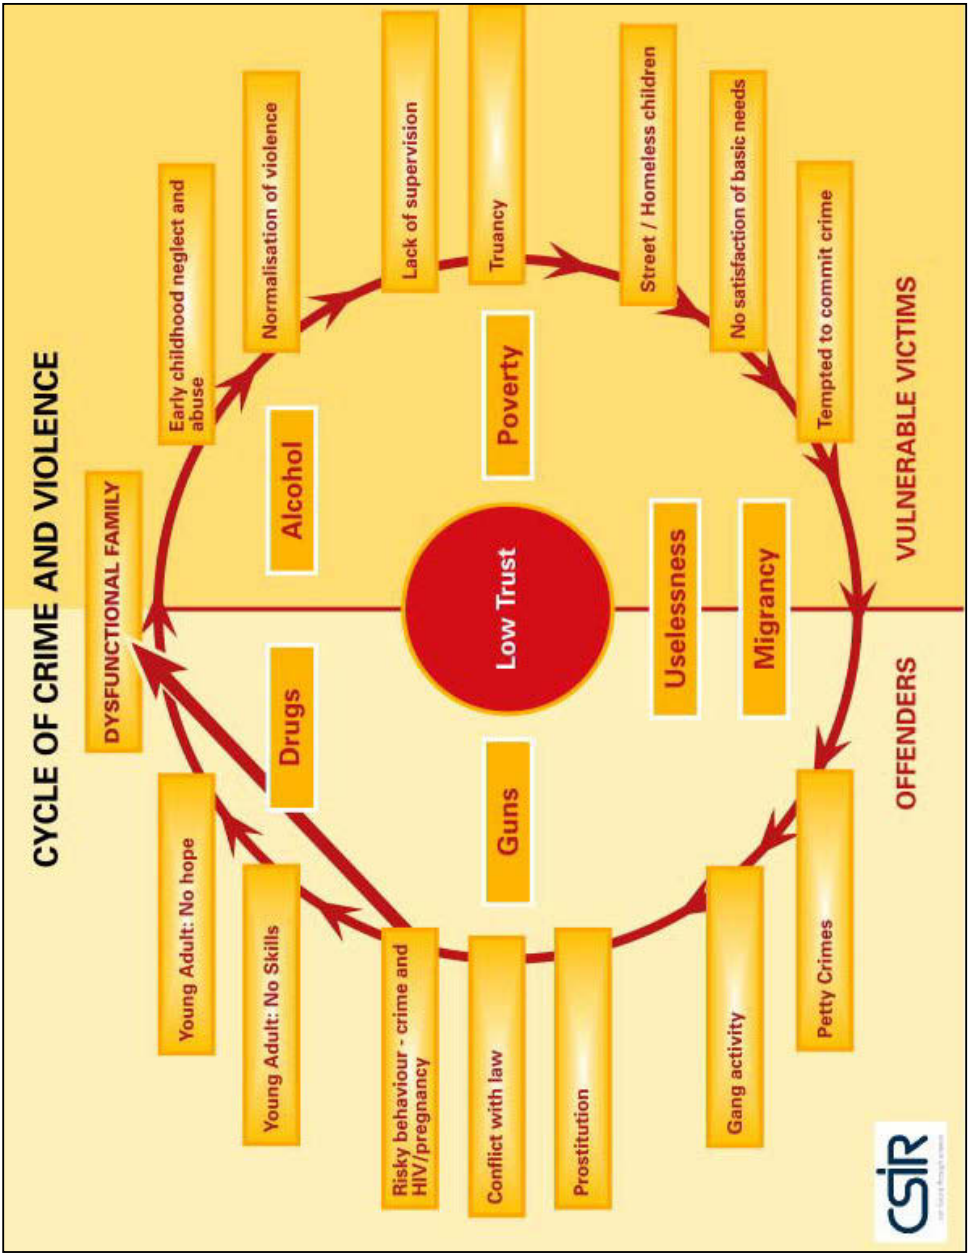 CYCLE OF CRIME AND VIOLENCE
DYSFUNCTIONAL FAMILY
Early childhood neglect and
abuse
Normalisation of violence
Lack of supervision
Truancy
Street / Homeless children
No satisfaction of basic needs
Tempted to commit crime
VULNERABLE VICTIMS
OFFENDERS
Petty Crimes
Gang activity
Prostitution
Conflict with law
Risky behaviour - crime and
HIV/pregnancy
Young Adult: No Skills
Young Adult: No hope
Drugs
Alcohol
Guns
Low Trust
Poverty
Uselessness
Migrancy
CSIR